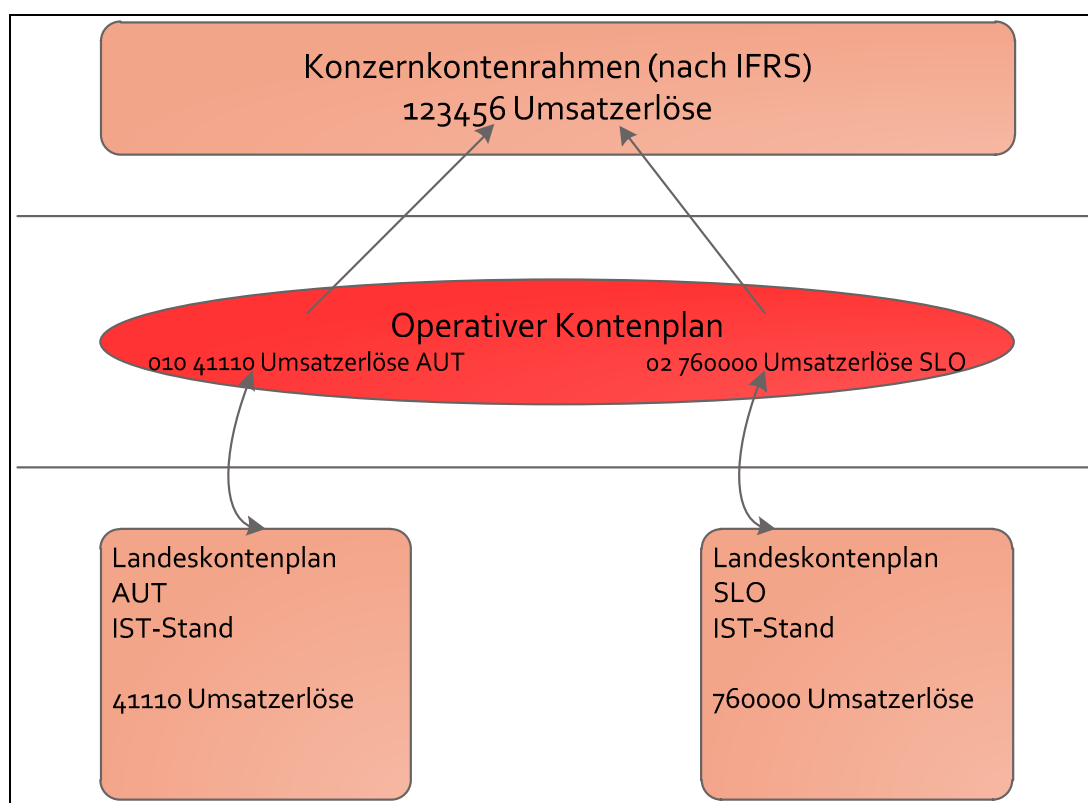 Konzernkontenrahmen (nach IFRS)
123456 Umsatzerlöse
Operativer Kontenplan
010 41110 Umsatzerlöse AUT
02 760000 Umsatzerlöse SLO
Landeskontenplan
AUT
IST-Stand
41110 Umsatzerlöse
Landeskontenplan
SLO
IST-Stand
760000 Umsatzerlöse